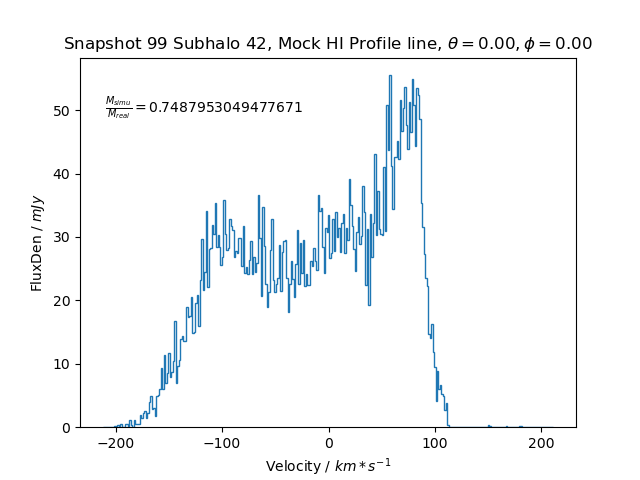 Snapshot 99 Subhalo 42, Mock HI Profile line, θ = 0.00, ϕ = 0.00
M_simu/M_real = 0.7487953049477671
FluxDen / mJy
50
40
30
20
10
0
−200 −100 0 100 200
Velocity / km * s⁻¹